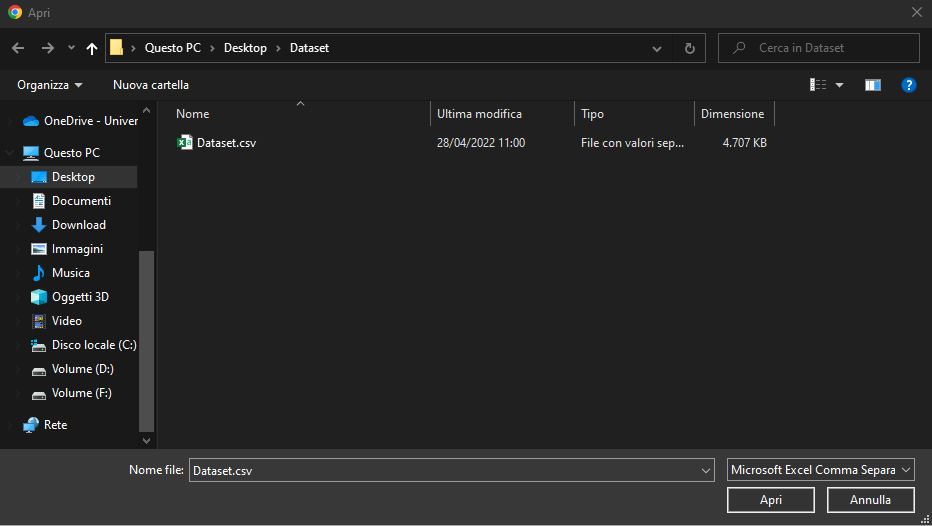 Apri
Questo PC > Desktop > Dataset
Cerca in Dataset
Organizza
Nuova cartella
Nome
Ultima modifica
Tipo
Dimensione
Dataset.csv
28/04/2022 11:00
File con valori sep...
4.707 KB
OneDrive - Univer
Questo PC
Desktop
Documenti
Download
Immagini
Musica
Oggetti 3D
Video
Disco locale (C:)
Volume (D:)
Volume (F:)
Rete
Nome file:
Dataset.csv
Microsoft Excel Comma Separa
Apri
Annulla